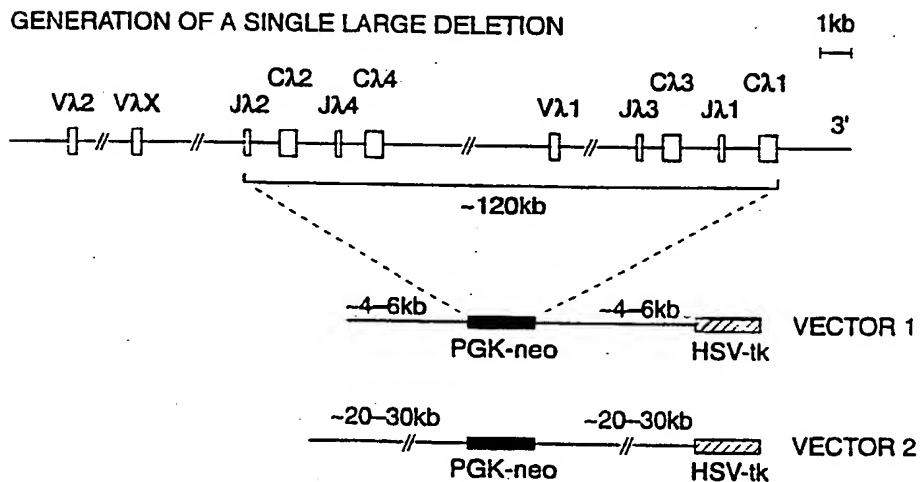 GENERATION OF A SINGLE LARGE DELETION
1kb
Vλ2 VλX Jλ2 Cλ2 Jλ4 Cλ4 Vλ1 Jλ3 Cλ3 Jλ1 Cλ1 3'
~120kb
~4–6kb ~4–6kb
PGK-neo HSV-tk VECTOR 1
~20–30kb ~20–30kb
PGK-neo HSV-tk VECTOR 2